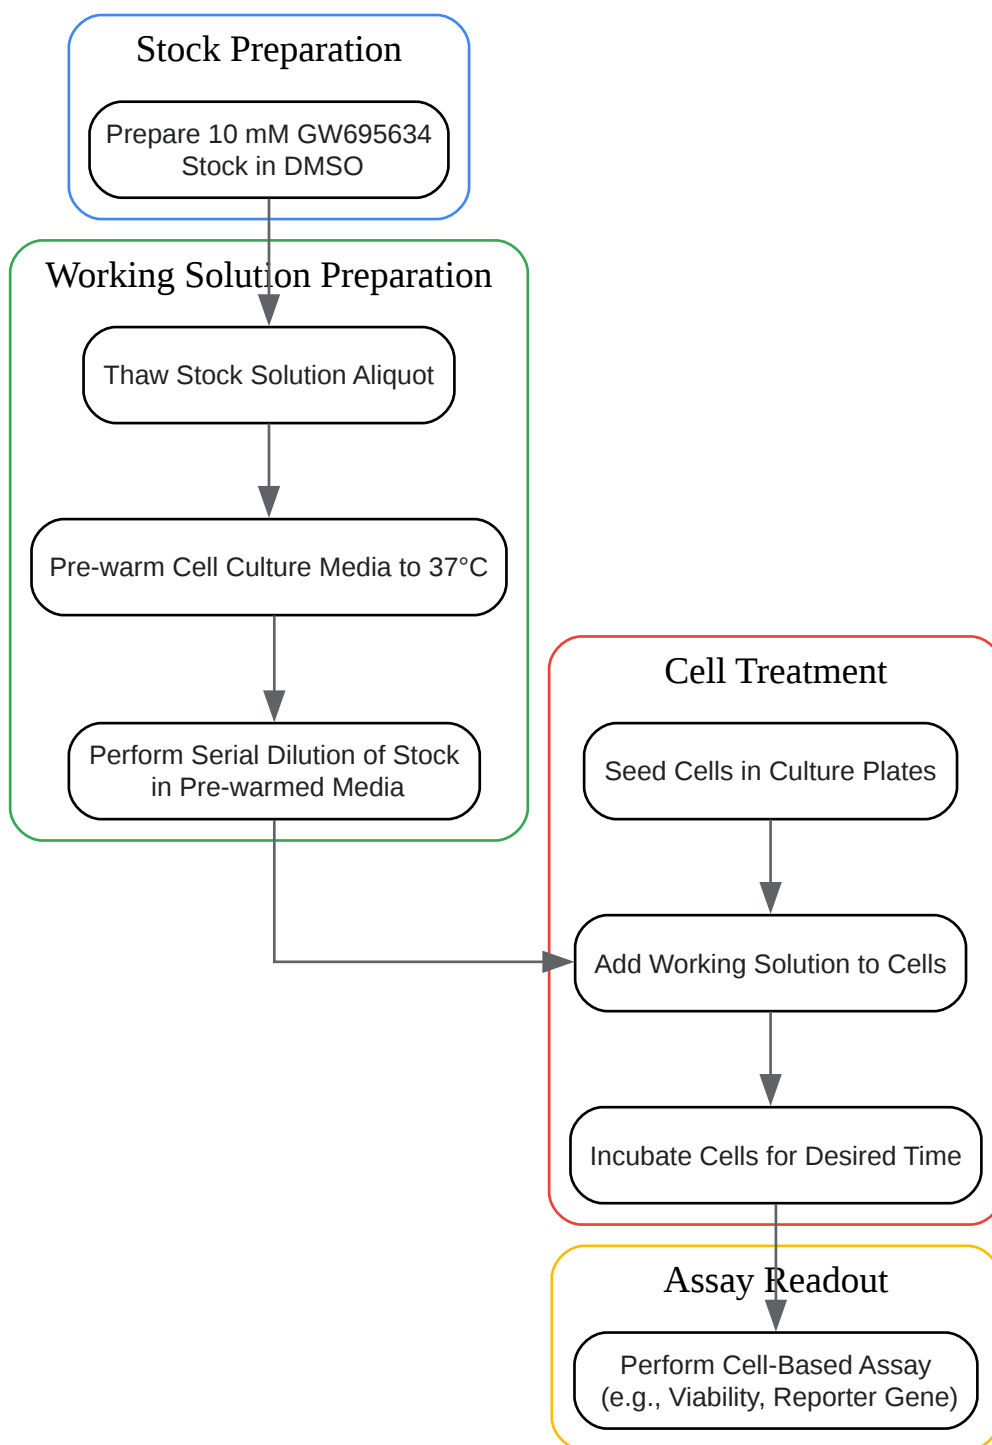 Stock Preparation
Prepare 10 mM GW695634
Stock in DMSO
Working Solution Preparation
Thaw Stock Solution Aliquot
Pre-warm Cell Culture Media to 37°C
Perform Serial Dilution of Stock
in Pre-warmed Media
Cell Treatment
Seed Cells in Culture Plates
Add Working Solution to Cells
Incubate Cells for Desired Time
Assay Readout
Perform Cell-Based Assay
(e.g., Viability, Reporter Gene)